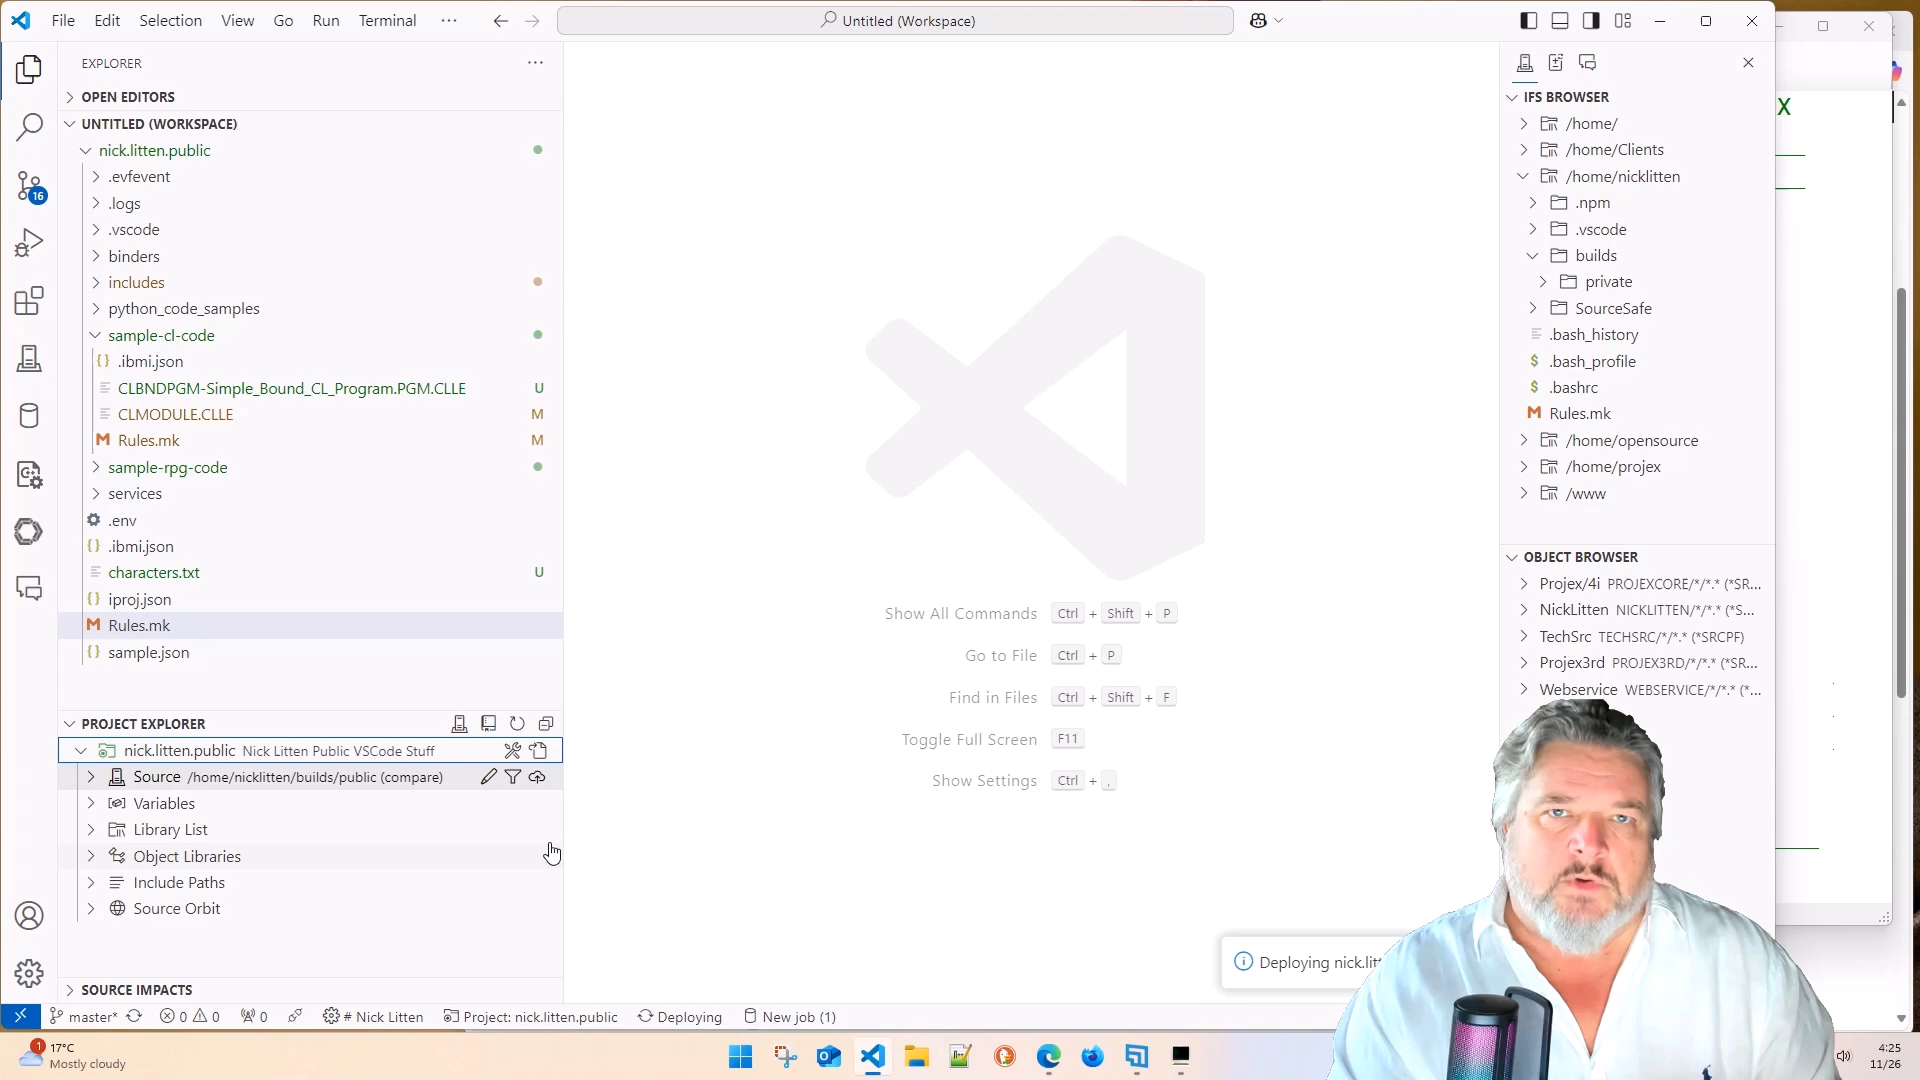 File Edit Selection View Go Run Terminal ··· Untitled (Workspace)
EXPLORER
OPEN EDITORS
UNTITLED (WORKSPACE)
nick.litten.public
.evfevent
.logs
.vscode
binders
includes
python_code_samples
sample-cl-code
.ibmi.json
CLBNDPGM-Simple_Bound_CL_Program.PGM.CLLE U
CLMODULE.CLLE M
M Rules.mk M
sample-rpg-code
services
.env
.ibmi.json
characters.txt U
iproj.json
M Rules.mk
sample.json
16
PROJECT EXPLORER
nick.litten.public Nick Litten Public VSCode Stuff
Source /home/nicklitten/builds/public (compare)
Variables
Library List
Object Libraries
Include Paths
Source Orbit
SOURCE IMPACTS
Show All Commands Ctrl + Shift + P
Go to File Ctrl + P
Find in Files Ctrl + Shift + F
Toggle Full Screen F11
Show Settings Ctrl + ,
IFS BROWSER
/home/
/home/Clients
/home/nicklitten
.npm
.vscode
builds
private
SourceSafe
.bash_history
$ .bash_profile
$ .bashrc
M Rules.mk
/home/opensource
/home/projex
/www
OBJECT BROWSER
Projex/4i PROJEXCORE/*/*.* (*SR...
NickLitten NICKLITTEN/*/*.* (*S...
TechSrc TECHSRC/*/*.* (*SRCPF)
Projex3rd PROJEX3RD/*/*.* (*SR...
Webservice WEBSERVICE/*/*.* (*...
X
Deploying nick.litt
master* 0 0 0 # Nick Litten Project: nick.litten.public Deploying New job (1)
1
17°C
Mostly cloudy
4:25
11/26